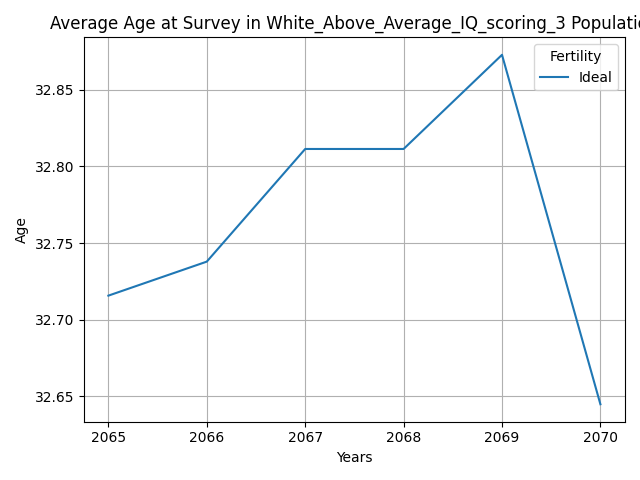 Average Age at Survey in White_Above_Average_IQ_scoring_3 Populatio
Fertility
Ideal
32.85
32.80
32.75
32.70
32.65
Age
2065 2066 2067 2068 2069 2070
Years